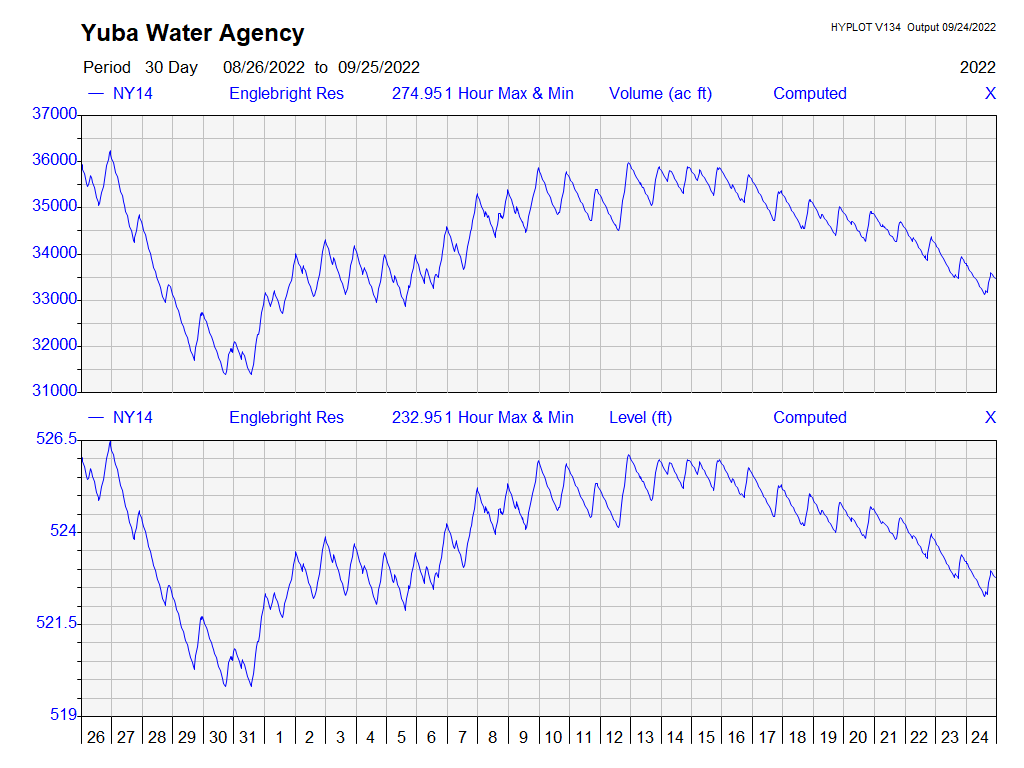 Yuba Water Agency
HYPLOT V134 Output 09/24/2022
Period 30 Day 08/26/2022 to 09/25/2022 2022
NY14 Englebright Res 274.951 Hour Max & Min Volume (ac ft) Computed X
37000
36000
35000
34000
33000
32000
31000
NY14 Englebright Res 232.951 Hour Max & Min Level (ft) Computed X
526.5
524
521.5
519
26 27 28 29 30 31 1 2 3 4 5 6 7 8 9 10 11 12 13 14 15 16 17 18 19 20 21 22 23 24